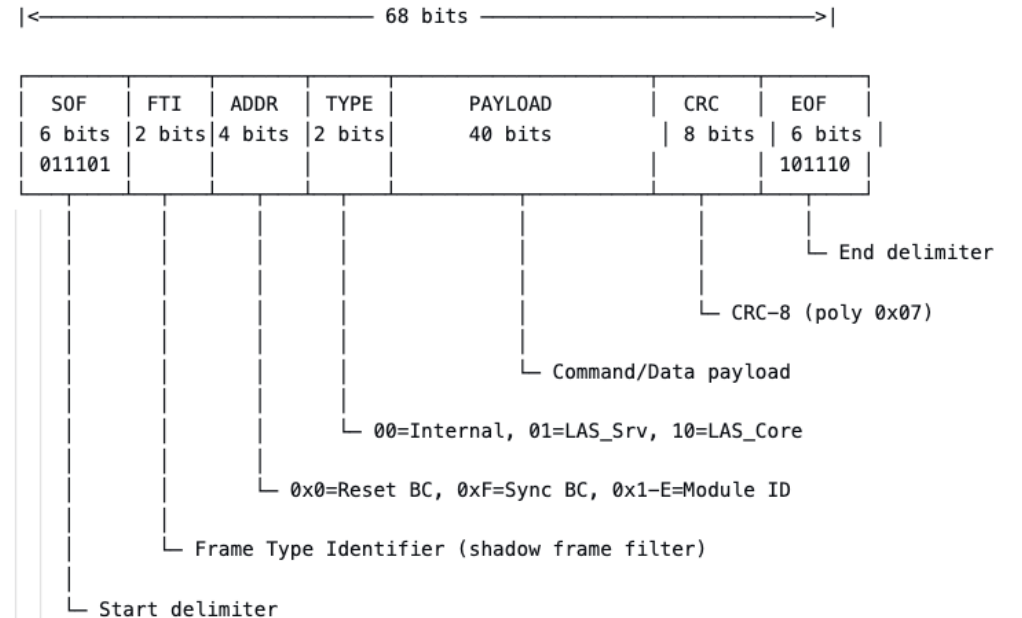 |<──────────── 68 bits ────────────>|
SOF | FTI | ADDR | TYPE | PAYLOAD | CRC | EOF
6 bits |2 bits|4 bits |2 bits| 40 bits | 8 bits | 6 bits |
011101 | 101110
End delimiter
CRC-8 (poly 0x07)
Command/Data payload
00=Internal, 01=LAS_Srv, 10=LAS_Core
0x0=Reset BC, 0xF=Sync BC, 0x1-E=Module ID
Frame Type Identifier (shadow frame filter)
Start delimiter